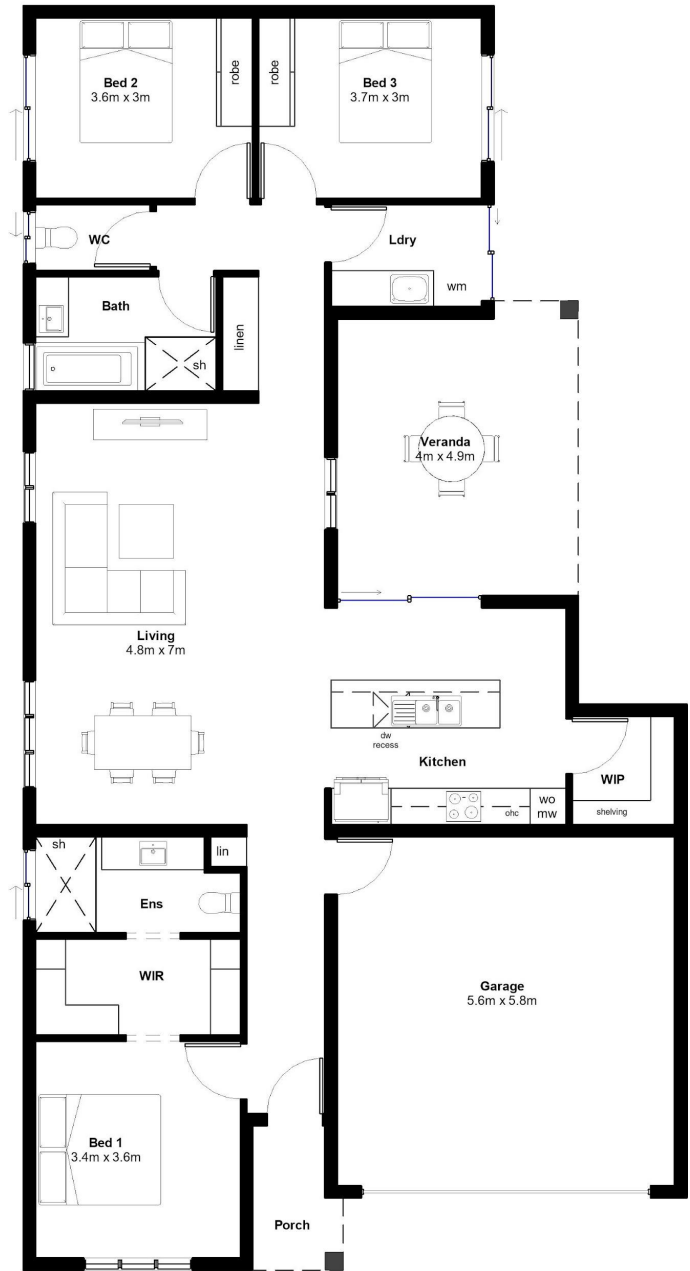 Bed 2
3.6m x 3m
robe
robe
Bed 3
3.7m x 3m
WC
Ldry
wm
Bath
sh
linen
Veranda
4m x 4.9m
Living
4.8m x 7m
dw
recess
Kitchen
WIP
shelving
ohc
wo
mw
sh
lin
Ens
WIR
Garage
5.6m x 5.8m
Bed 1
3.4m x 3.6m
Porch